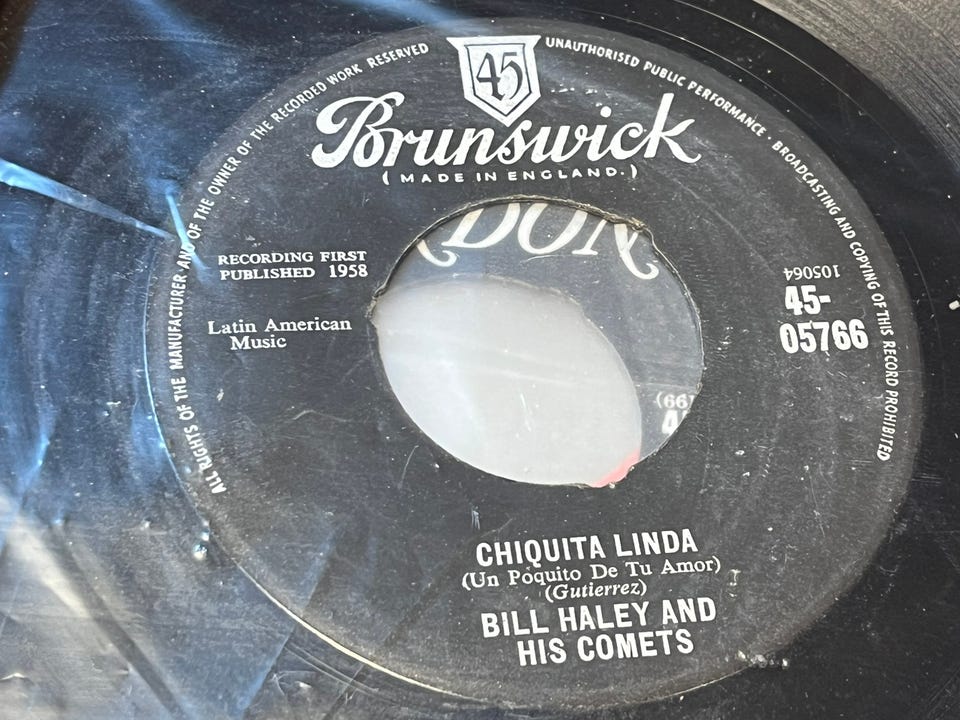 ALL RIGHTS OF THE MANUFACTURER AND OF THE OWNER OF THE RECORDED WORK RESERVED
UNAUTHORISED PUBLIC PERFORMANCE · BROADCASTING AND COPYING OF THIS RECORD PROHIBITED
45
Brunswick
(MADE IN ENGLAND.)
DON
RECORDING FIRST
PUBLISHED 1958
105064
45-
05766
Latin American
Music
(66)
CHIQUITA LINDA
(Un Poquito De Tu Amor)
(Gutierrez)
BILL HALEY AND
HIS COMETS